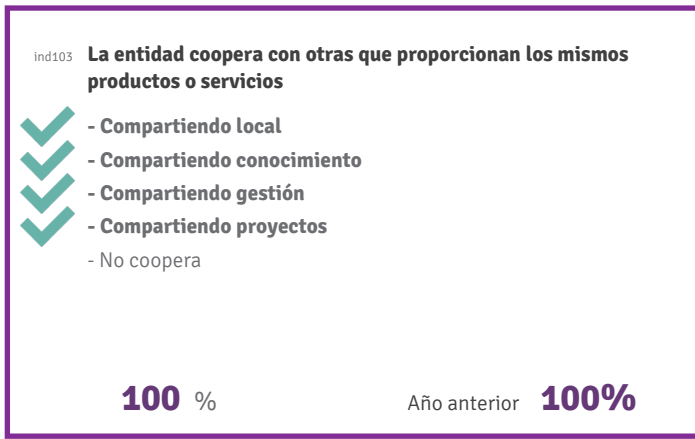 ind103 La entidad coopera con otras que proporcionan los mismos
productos o servicios
- Compartiendo local
- Compartiendo conocimiento
- Compartiendo gestión
- Compartiendo proyectos
- No coopera
100 % Año anterior 100%